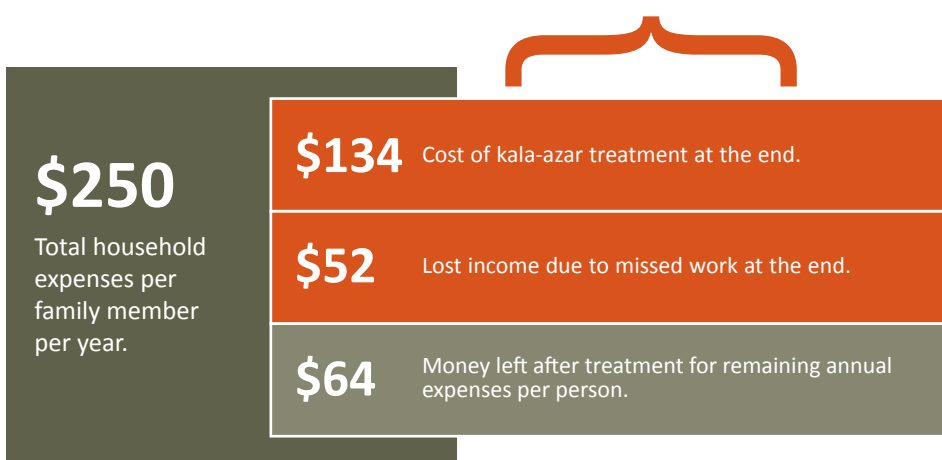 $250
Total household
expenses per
family member
per year.
$134
Cost of kala-azar treatment at the end.
$52
Lost income due to missed work at the end.
$64
Money left after treatment for remaining annual
expenses per person.